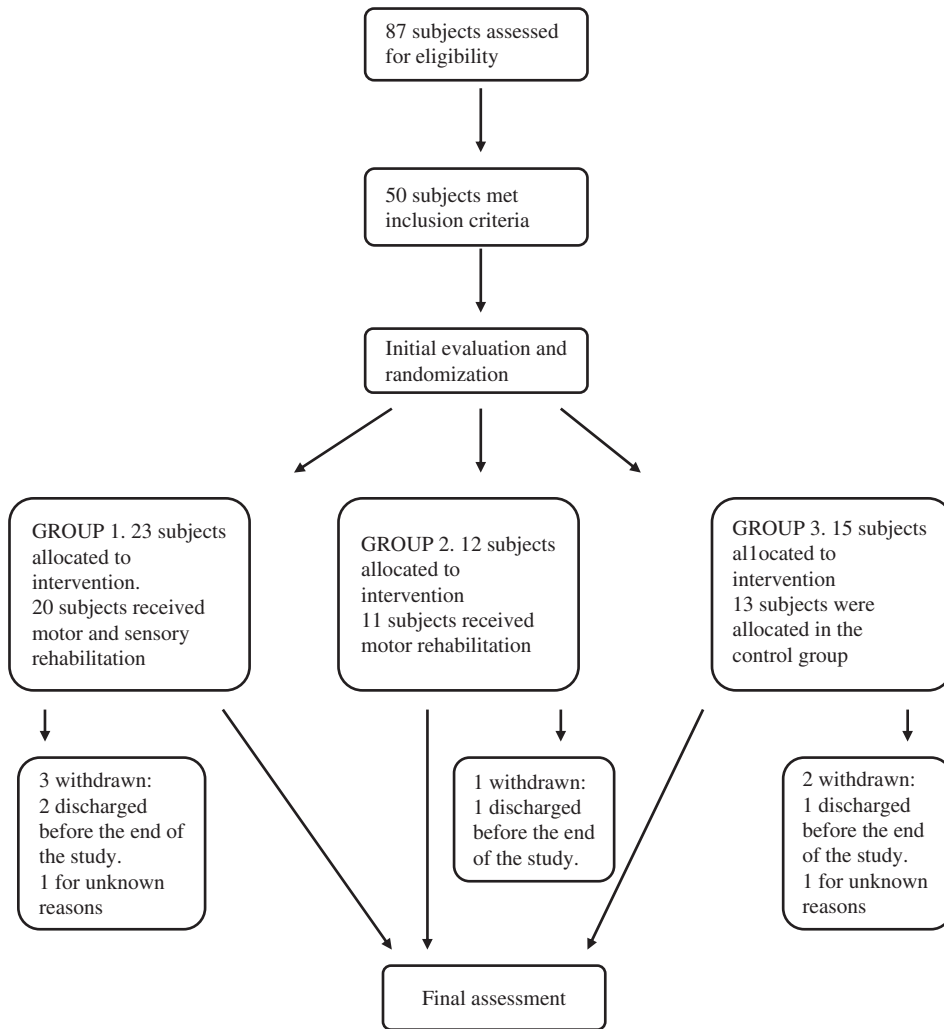 87 subjects assessed
for eligibility
50 subjects met
inclusion criteria
Initial evaluation and
randomization
GROUP 1. 23 subjects
allocated to
intervention.
20 subjects received
motor and sensory
rehabilitation
GROUP 2. 12 subjects
allocated to
intervention
11 subjects received
motor rehabilitation
GROUP 3. 15 subjects
al1ocated to
intervention
13 subjects were
allocated in the
control group
3 withdrawn:
2 discharged
before the end of
the study.
1 for unknown
reasons
1 withdrawn:
1 discharged
before the end
of the study.
2 withdrawn:
1 discharged
before the end of
the study.
1 for unknown
reasons
Final assessment